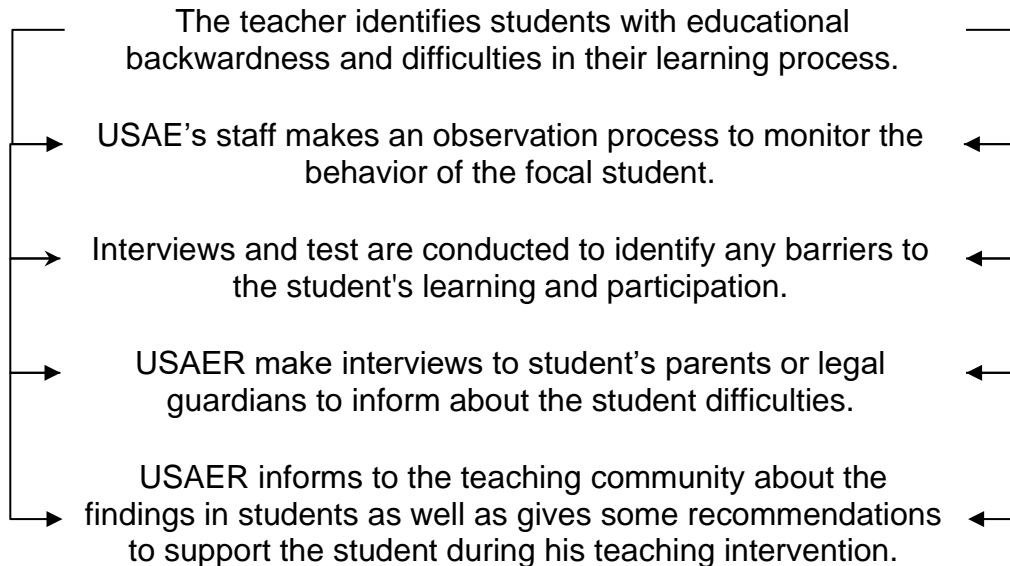 The teacher identifies students with educational
backwardness and difficulties in their learning process.
USAE’s staff makes an observation process to monitor the
behavior of the focal student.
Interviews and test are conducted to identify any barriers to
the student's learning and participation.
USAER make interviews to student’s parents or legal
guardians to inform about the student difficulties.
USAER informs to the teaching community about the
findings in students as well as gives some recommendations
to support the student during his teaching intervention.